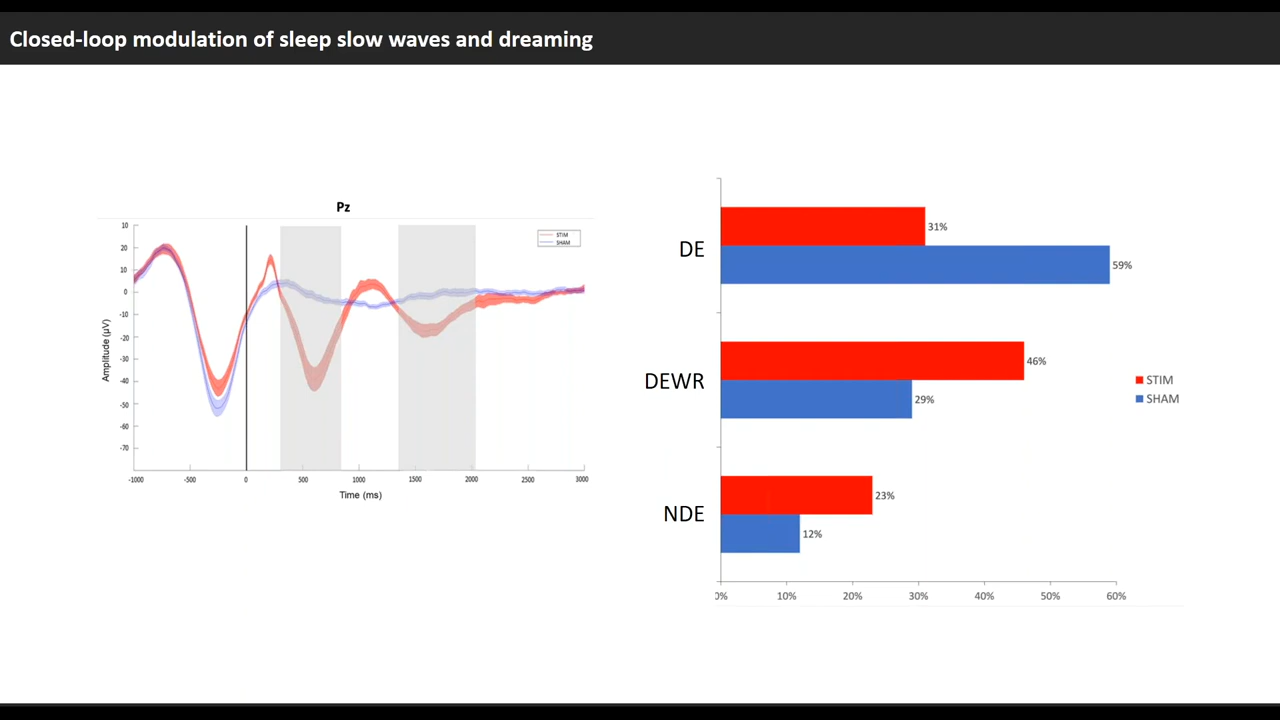 Closed-loop modulation of sleep slow waves and dreaming
Pz
STIM
SHAM
10
20
10
0
-10
-20
-30
-40
-50
-60
-70
Amplitude (µV)
-1000 -500 0 500 1000 1500 2000 2500 3000
Time (ms)
DE
31%
59%
DEWR
46%
29%
NDE
23%
12%
0% 10% 20% 30% 40% 50% 60%
STIM
SHAM